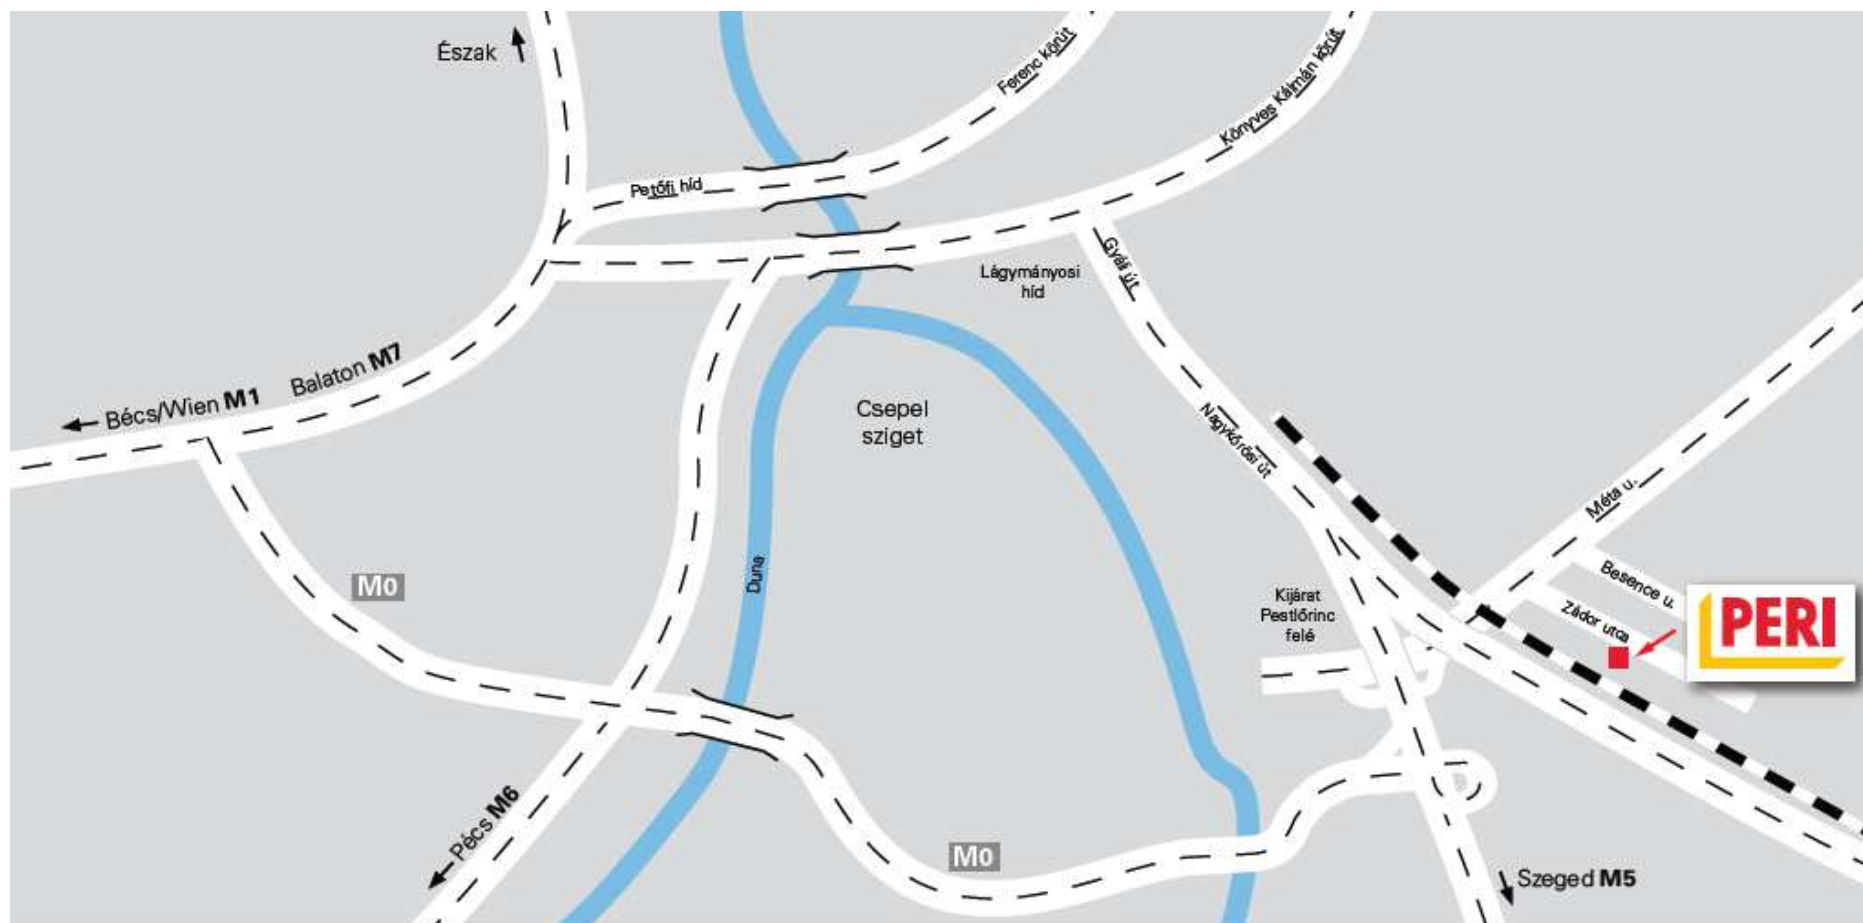 Észak
Ferenc körút
Könyves Kálmán körút
Petőfi híd
Gyáli út
Lágymányosi
híd
Balaton M7
Bécs/Wien M1
Csepel
sziget
Nagykőrösi út
Méta u.
Duna
M0
Besence u.
Kijárat
Pestlőrinc
felé
Zádor utca
PERI
Pécs M6
M0
Szeged M5